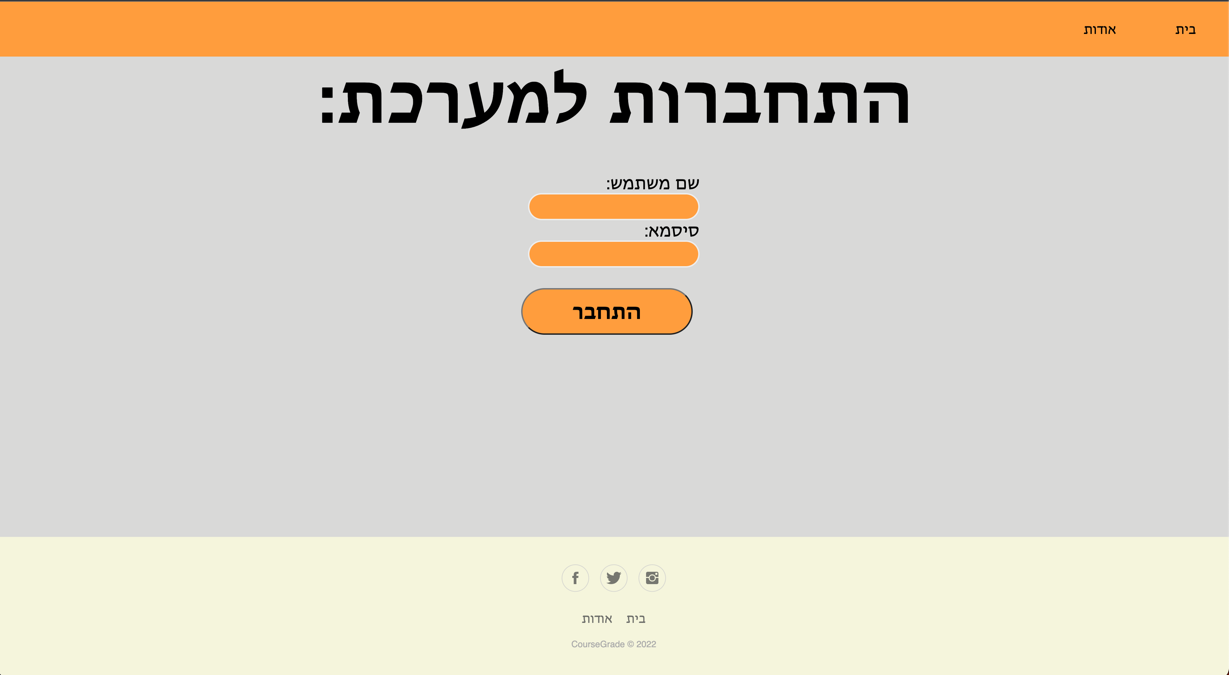 בית אודות
התחברות למערכת:
שם משתמש:
סיסמא:
התחבר
בית אודות
CourseGrade © 2022